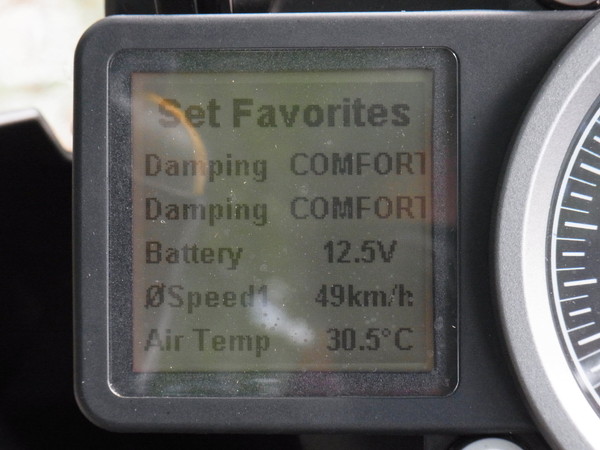 Set Favorites
Damping COMFORT
Damping COMFORT
Battery 12.5V
ØSpeed1 49km/h
Air Temp 30.5°C